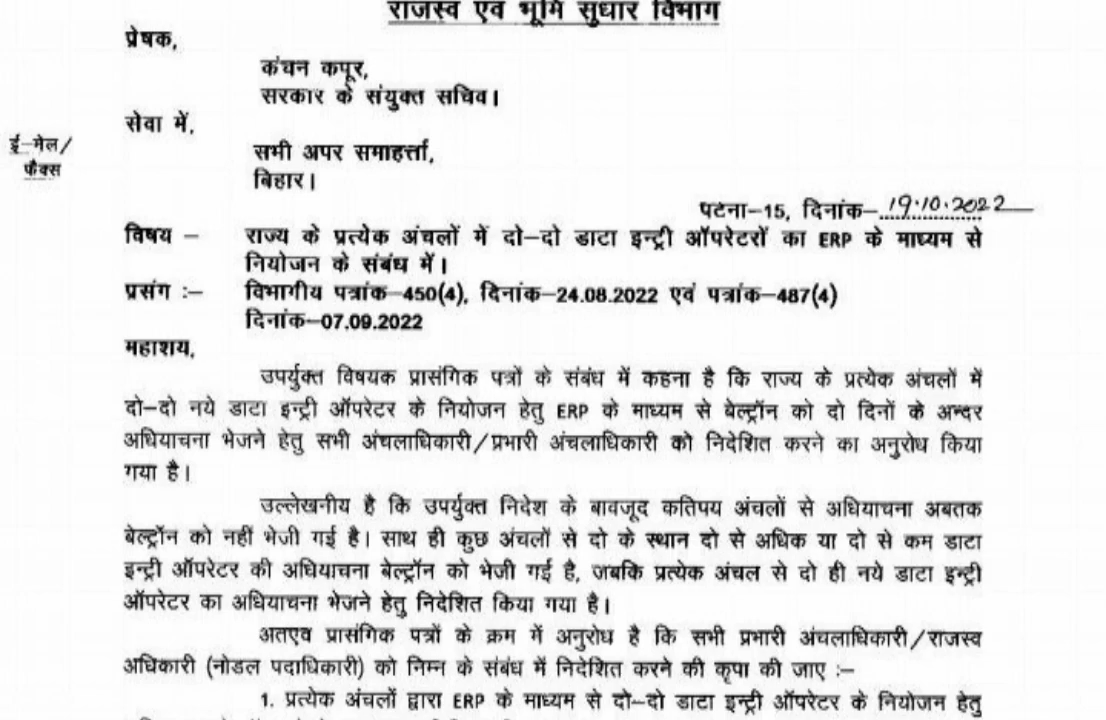 राजस्व एवं भूमि सुधार विभाग
प्रेषक,
कंचन कपूर,
सरकार के संयुक्त सचिव।
सेवा में,
ई-मेल/
फैक्स
सभी अपर समाहर्त्ता,
बिहार।
पटना-15, दिनांक- 19.10.2022
विषय – राज्य के प्रत्येक अंचलों में दो-दो डाटा इन्ट्री ऑपरेटरों का ERP के माध्यम से
नियोजन के संबंध में।
प्रसंग :- विभागीय पत्रांक-450(4), दिनांक-24.08.2022 एवं पत्रांक-487(4)
दिनांक-07.09.2022
महाशय,
उपर्युक्त विषयक प्रासंगिक पत्रों के संबंध में कहना है कि राज्य के प्रत्येक अंचलों में
दो-दो नये डाटा इन्ट्री ऑपरेटर के नियोजन हेतु ERP के माध्यम से बेल्ट्रॉन को दो दिनों के अन्दर
अधियाचना भेजने हेतु सभी अंचलाधिकारी/प्रभारी अंचलाधिकारी को निदेशित करने का अनुरोध किया
गया है।
उल्लेखनीय है कि उपर्युक्त निदेश के बावजूद कतिपय अंचलों से अधियाचना अबतक
बेल्ट्रॉन को नहीं भेजी गई है। साथ ही कुछ अंचलों से दो के स्थान दो से अधिक या दो से कम डाटा
इन्ट्री ऑपरेटर की अधियाचना बेल्ट्रॉन को भेजी गई है, जबकि प्रत्येक अंचल से दो ही नये डाटा इन्ट्री
ऑपरेटर का अधियाचना भेजने हेतु निदेशित किया गया है।
अतएव प्रासंगिक पत्रों के क्रम में अनुरोध है कि सभी प्रभारी अंचलाधिकारी/राजस्व
अधिकारी (नोडल पदाधिकारी) को निम्न के संबंध में निदेशित करने की कृपा की जाए :-
1. प्रत्येक अंचलों द्वारा ERP के माध्यम से दो-दो डाटा इन्ट्री ऑपरेटर के नियोजन हेतु